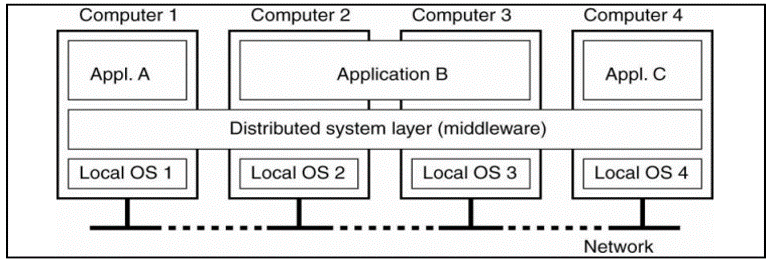 Computer 1 Computer 2 Computer 3 Computer 4
Appl. A Application B Appl. C
Distributed system layer (middleware)
Local OS 1 Local OS 2 Local OS 3 Local OS 4
Network